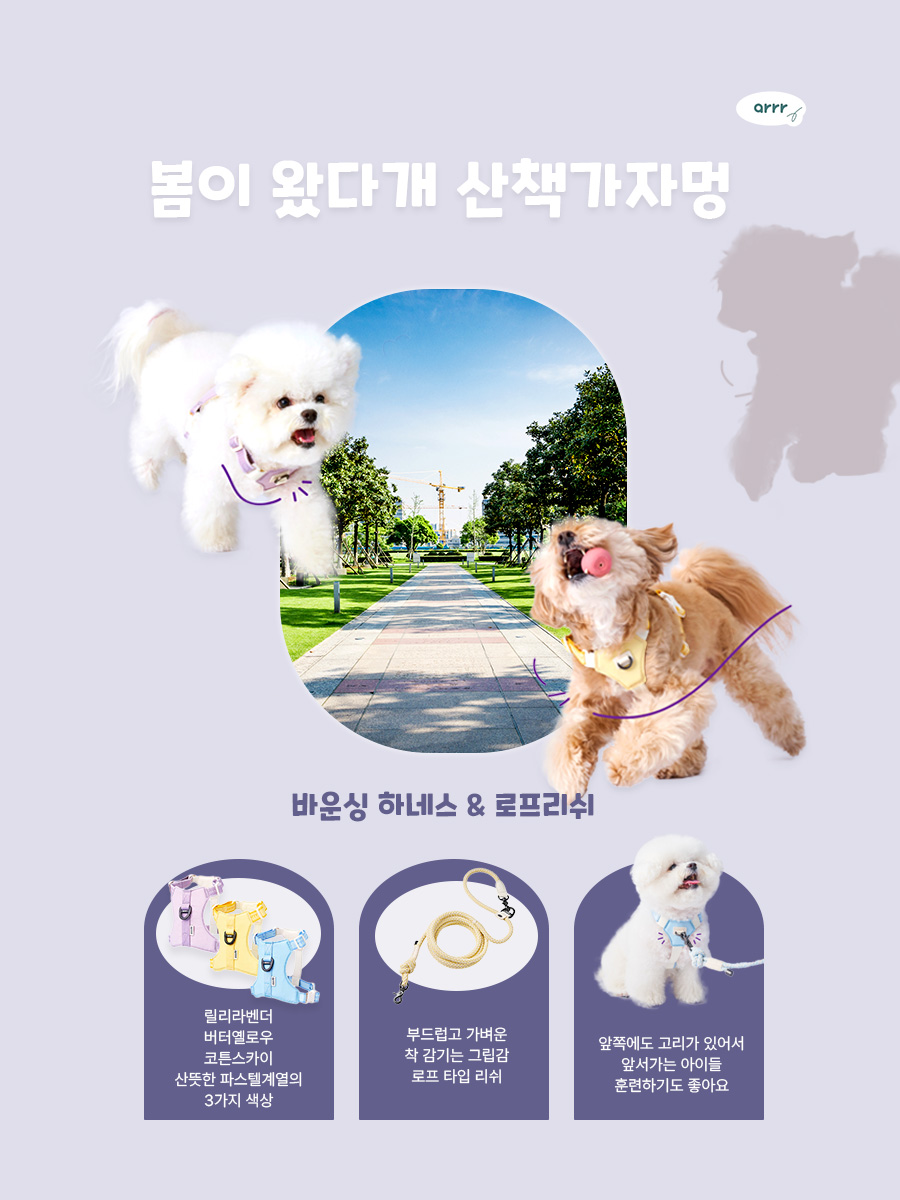 arrr
봄이 왔다개 산책가자멍
바운싱 하네스 & 로프리쉬
릴리라벤더
버터옐로우
코튼스카이
산뜻한 파스텔계열의
3가지 색상
부드럽고 가벼운
착 감기는 그립감
로프 타입 리쉬
앞쪽에도 고리가 있어서
앞서가는 아이들
훈련하기도 좋아요